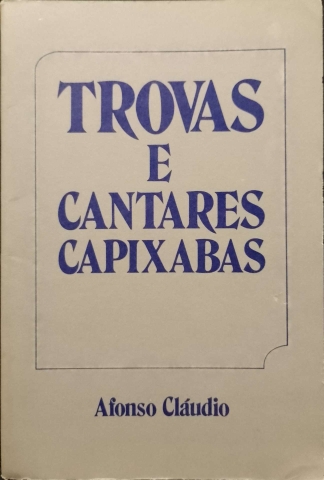 TROVAS
E
CANTARES
CAPIXABAS
Afonso Cláudio